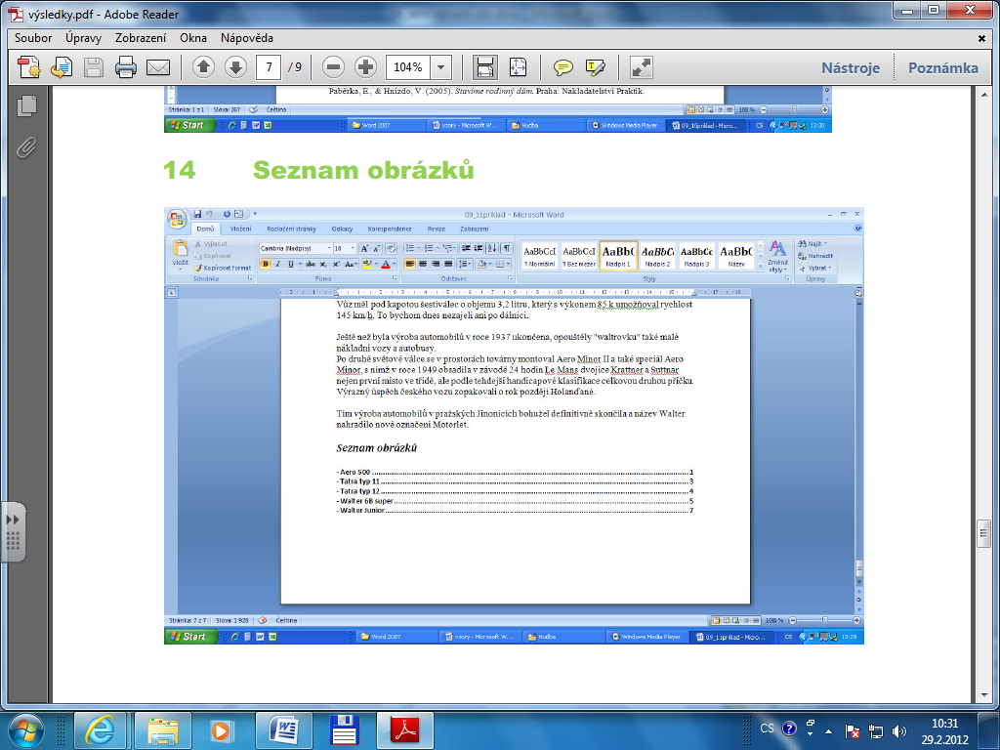 výsledky.pdf - Adobe Reader
Soubor Úpravy Zobrazení Okna Nápověda
7 / 9 104% Nástroje Poznámka
Paběrka, E., & Hnízdo, V. (2005). Stavíme rodinný dům. Praha: Nakladatelství Praktik.
Stránka: 1 z 1 Slova: 267 Čeština 108 %
Start Word 2007 vzory - Microsoft W... Hudba Windows Media Player 09_10priklad - Micro... CS 13:30
14 Seznam obrázků
09_11priklad - Microsoft Word
Domů Vložení Rozložení stránky Odkazy Korespondence Revize Zobrazení
Vložit Vyjmout Kopírovat Kopírovat formát
Cambria (Nadpisy) 16
AaBbCcI AaBbCcI AaBb( AaBbC AaBbCc AaBb(
¶ Normální ¶ Bez mezer Nadpis 1 Nadpis 2 Nadpis 3 Název
Změnit styly
Najít Nahradit Vybrat
Schránka Písmo Odstavec Styly Úpravy
Vůz měl pod kapotou šestiválec o objemu 3,2 litru, který s výkonem 85 k umožňoval rychlost
145 km/h. To bychom dnes nezajeli ani po dálnici.
Ještě než byla výroba automobilů v roce 1937 ukončena, opouštěly "waltrovku" také malé
nákladní vozy a autobusy.
Po druhé světové válce se v prostorách továrny montoval Aero Minor II a také speciál Aero
Minor, s nímž v roce 1949 obsadila v závodě 24 hodin Le Mans dvojice Krattner a Suttnar
nejen první místo ve třídě, ale podle tehdejší handicapové klasifikace celkovou druhou příčku.
Výrazný úspěch českého vozu zopakovali o rok později Holanďané.
Tím výroba automobilů v pražských Jinonicích bohužel definitivně skončila a název Walter
nahradilo nové označení Motorlet.
Seznam obrázků
- Aero 500 1
- Tatra typ 11 3
- Tatra typ 12 4
- Walter 6B super 5
- Walter Junior 7
Stránka: 7 z 7 Slova: 1 928 Čeština 108 %
Start Word 2007 vzory - Microsoft W... Hudba Windows Media Player 09_11priklad - Micro... CS 13:29
CS 10:31
29.2.2012